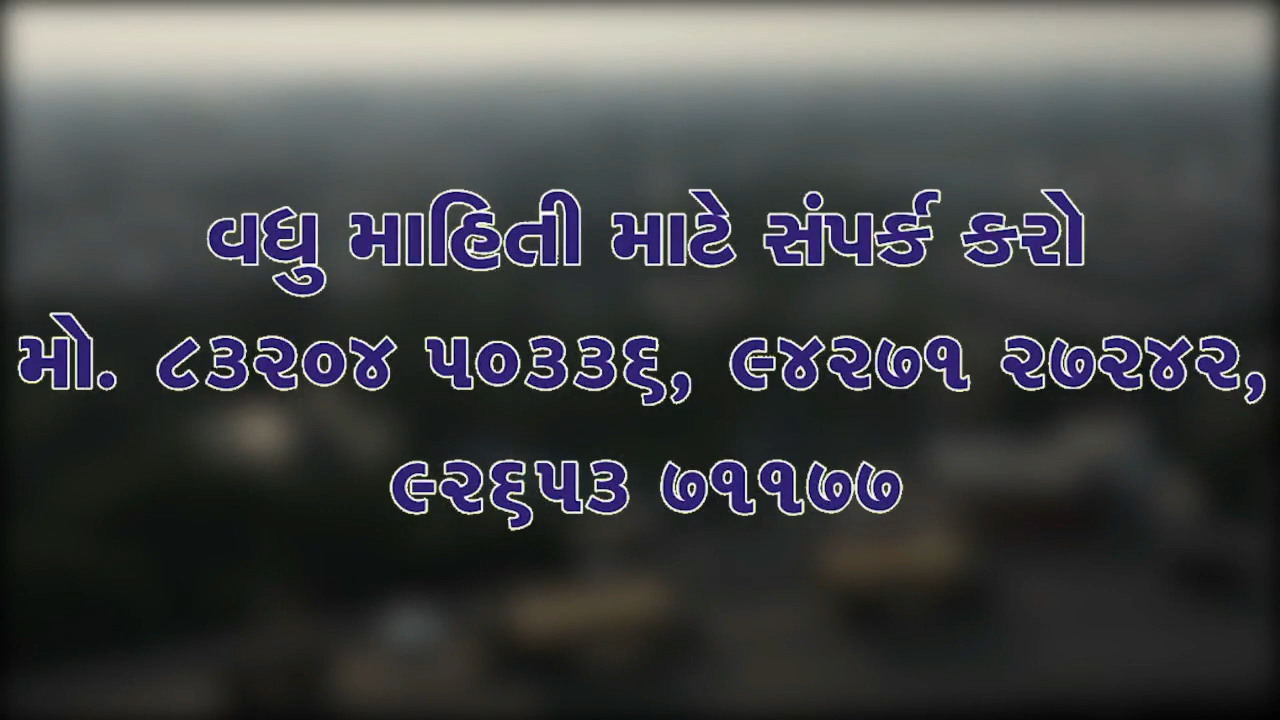 વધુ માહિતી માટે સંપર્ક કરો
મો. ૮૩૨૦૪ ૫૦૩૩૬, ૯૪૨૭૧ ૨૭૨૪૨,
૯૨૬૫૩ ૭૧૧૭૭